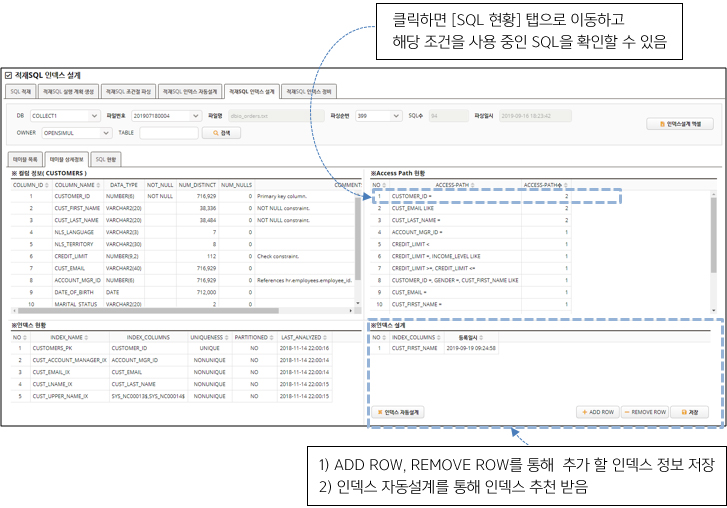 클릭하면 [SQL 현황] 탭으로 이동하고
해당 조건을 사용 중인 SQL을 확인할 수 있음
적재SQL 인덱스 설계
SQL 적재 적재SQL 실행 계획 생성 적재SQL 조건절 파싱 적재SQL 인덱스 자동설계 적재SQL 인덱스 설계 적재SQL 인덱스 정비
DB COLLECT1 파일번호 201907180004 파일명 dbio_orders.txt 파싱순번 399 SQL수 94 파싱일시 2019-08-16 18:23:42
OWNER OPENSIMUL TABLE 검색 인덱스설계 엑셀
테이블 목록 테이블 상세정보 SQL 현황
※ 컬럼 정보( CUSTOMERS )
COLUMN_ID COLUMN_NAME DATA_TYPE NOT_NULL NUM_DISTINCT NUM_NULLS COMMENT
1 CUSTOMER_ID NUMBER(6) NOT NULL 716,929 0 Primary key column.
2 CUST_FIRST_NAME VARCHAR2(20) 38,336 0 NOT NULL constraint.
3 CUST_LAST_NAME VARCHAR2(20) 38,484 0 NOT NULL constraint.
4 NLS_LANGUAGE VARCHAR2(3) 7 0
5 NLS_TERRITORY VARCHAR2(30) 8 0
6 CREDIT_LIMIT NUMBER(9,2) 112 0 Check constraint.
7 CUST_EMAIL VARCHAR2(40) 716,929 0
8 ACCOUNT_MGR_ID NUMBER(6) 716,929 0 References hr.employees.employee_id.
9 DATE_OF_BIRTH DATE 712,000 0
10 MARITAL_STATUS VARCHAR2(20) 2 0
※Access Path 현황
NO ACCESS-PATH ACCESS-PATH수
1 CUSTOMER_ID = 2
2 CUST_EMAIL LIKE 2
3 CUST_LAST_NAME = 2
4 ACCOUNT_MGR_ID = 1
5 CREDIT_LIMIT < 1
6 CREDIT_LIMIT =, INCOME_LEVEL LIKE 1
7 CREDIT_LIMIT >=, CREDIT_LIMIT <= 1
8 CUSTOMER_ID =, GENDER =, CUST_FIRST_NAME LIKE 1
9 CUST_EMAIL = 1
10 CUST_FIRST_NAME = 1
※인덱스 현황
NO INDEX_NAME INDEX_COLUMNS UNIQUENESS PARTITIONED LAST_ANALYZED
1 CUSTOMERS_PK CUSTOMER_ID UNIQUE NO 2018-11-14 22:00:16
2 CUST_ACCOUNT_MANAGER_IX ACCOUNT_MGR_ID NONUNIQUE NO 2018-11-14 22:00:14
3 CUST_EMAIL_IX CUST_EMAIL NONUNIQUE NO 2018-11-14 22:00:14
4 CUST_LNAME_IX CUST_LAST_NAME NONUNIQUE NO 2018-11-14 22:00:15
5 CUST_UPPER_NAME_IX SYS_NC00013$,SYS_NC00014$ NONUNIQUE NO 2018-11-14 22:00:15
※인덱스 설계
NO INDEX_COLUMNS 등록일시
1 CUST_FIRST_NAME 2019-09-19 09:24:58
인덱스 자동설계 ADD ROW REMOVE ROW 저장
1) ADD ROW, REMOVE ROW를 통해 추가 할 인덱스 정보 저장
2) 인덱스 자동설계를 통해 인덱스 추천 받음